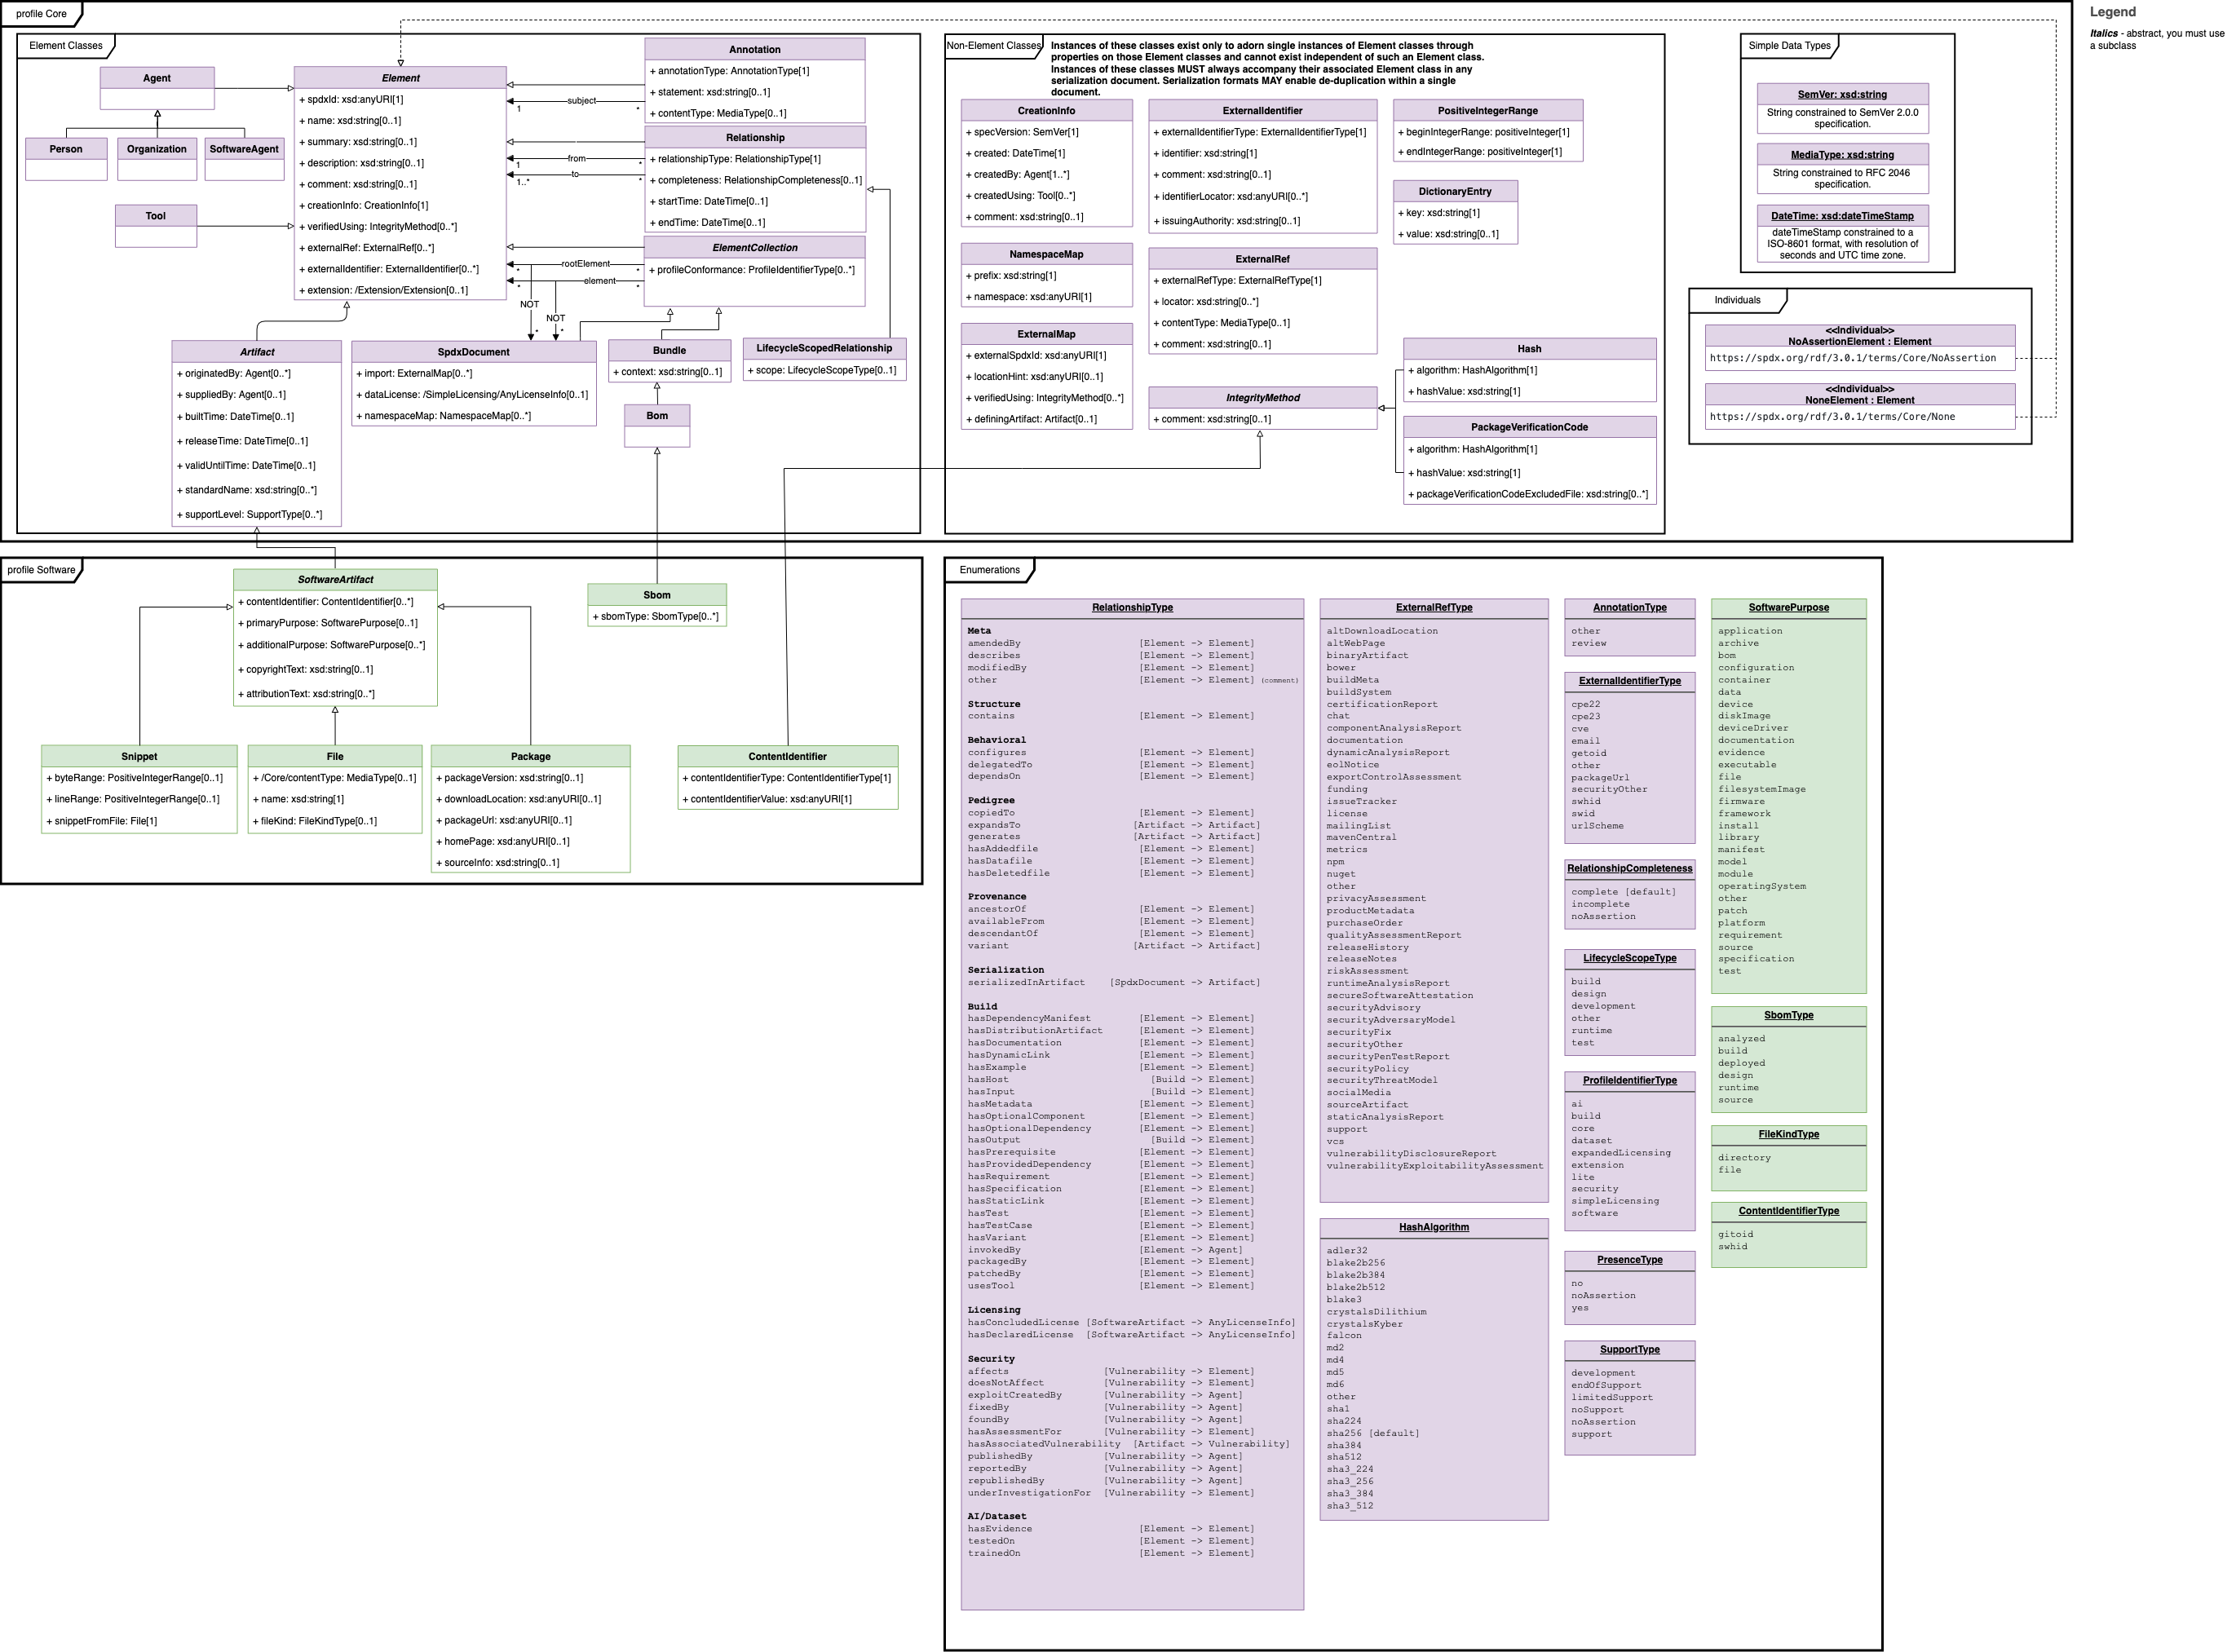 profile Core
Legend
Italics - abstract, you must use
a subclass
Element Classes
Agent
Person
Organization
SoftwareAgent
Tool
Element
+ spdxId: xsd:anyURI[1]
+ name: xsd:string[0..1]
+ summary: xsd:string[0..1]
+ description: xsd:string[0..1]
+ comment: xsd:string[0..1]
+ creationInfo: CreationInfo[1]
+ verifiedUsing: IntegrityMethod[0..*]
+ externalRef: ExternalRef[0..*]
+ externalIdentifier: ExternalIdentifier[0..*]
+ extension: /Extension/Extension[0..1]
Annotation
+ annotationType: AnnotationType[1]
+ statement: xsd:string[0..1]
+ contentType: MediaType[0..1]
subject
1
*
Relationship
+ relationshipType: RelationshipType[1]
+ completeness: RelationshipCompleteness[0..1]
+ startTime: DateTime[0..1]
+ endTime: DateTime[0..1]
from
1
*
to
1..*
*
ElementCollection
+ profileConformance: ProfileIdentifierType[0..*]
rootElement
*
*
element
*
*
NOT
*
NOT
*
Artifact
+ originatedBy: Agent[0..*]
+ suppliedBy: Agent[0..1]
+ builtTime: DateTime[0..1]
+ releaseTime: DateTime[0..1]
+ validUntilTime: DateTime[0..1]
+ standardName: xsd:string[0..*]
+ supportLevel: SupportType[0..*]
SpdxDocument
+ import: ExternalMap[0..*]
+ dataLicense: /SimpleLicensing/AnyLicenseInfo[0..1]
+ namespaceMap: NamespaceMap[0..*]
Bundle
+ context: xsd:string[0..1]
LifecycleScopedRelationship
+ scope: LifecycleScopeType[0..1]
Bom
Non-Element Classes
Instances of these classes exist only to adorn single instances of Element classes through
properties on those Element classes and cannot exist independent of such an Element class.
Instances of these classes MUST always accompany their associated Element class in any
serialization document. Serialization formats MAY enable de-duplication within a single
document.
CreationInfo
+ specVersion: SemVer[1]
+ created: DateTime[1]
+ createdBy: Agent[1..*]
+ createdUsing: Tool[0..*]
+ comment: xsd:string[0..1]
NamespaceMap
+ prefix: xsd:string[1]
+ namespace: xsd:anyURI[1]
ExternalMap
+ externalSpdxId: xsd:anyURI[1]
+ locationHint: xsd:anyURI[0..1]
+ verifiedUsing: IntegrityMethod[0..*]
+ definingArtifact: Artifact[0..1]
ExternalIdentifier
+ externalIdentifierType: ExternalIdentifierType[1]
+ identifier: xsd:string[1]
+ comment: xsd:string[0..1]
+ identifierLocator: xsd:anyURI[0..*]
+ issuingAuthority: xsd:string[0..1]
ExternalRef
+ externalRefType: ExternalRefType[1]
+ locator: xsd:string[0..*]
+ contentType: MediaType[0..1]
+ comment: xsd:string[0..1]
IntegrityMethod
+ comment: xsd:string[0..1]
PositiveIntegerRange
+ beginIntegerRange: positiveInteger[1]
+ endIntegerRange: positiveInteger[1]
DictionaryEntry
+ key: xsd:string[1]
+ value: xsd:string[0..1]
Hash
+ algorithm: HashAlgorithm[1]
+ hashValue: xsd:string[1]
PackageVerificationCode
+ algorithm: HashAlgorithm[1]
+ hashValue: xsd:string[1]
+ packageVerificationCodeExcludedFile: xsd:string[0..*]
Simple Data Types
SemVer: xsd:string
String constrained to SemVer 2.0.0
specification.
MediaType: xsd:string
String constrained to RFC 2046
specification.
DateTime: xsd:dateTimeStamp
dateTimeStamp constrained to a
ISO-8601 format, with resolution of
seconds and UTC time zone.
Individuals
<<Individual>>
NoAssertionElement : Element
https://spdx.org/rdf/3.0.1/terms/Core/NoAssertion
<<Individual>>
NoneElement : Element
https://spdx.org/rdf/3.0.1/terms/Core/None
profile Software
SoftwareArtifact
+ contentIdentifier: ContentIdentifier[0..*]
+ primaryPurpose: SoftwarePurpose[0..1]
+ additionalPurpose: SoftwarePurpose[0..*]
+ copyrightText: xsd:string[0..1]
+ attributionText: xsd:string[0..*]
Sbom
+ sbomType: SbomType[0..*]
Snippet
+ byteRange: PositiveIntegerRange[0..1]
+ lineRange: PositiveIntegerRange[0..1]
+ snippetFromFile: File[1]
File
+ /Core/contentType: MediaType[0..1]
+ name: xsd:string[1]
+ fileKind: FileKindType[0..1]
Package
+ packageVersion: xsd:string[0..1]
+ downloadLocation: xsd:anyURI[0..1]
+ packageUrl: xsd:anyURI[0..1]
+ homePage: xsd:anyURI[0..1]
+ sourceInfo: xsd:string[0..1]
ContentIdentifier
+ contentIdentifierType: ContentIdentifierType[1]
+ contentIdentifierValue: xsd:anyURI[1]
Enumerations
RelationshipType
Meta
amendedBy [Element -> Element]
describes [Element -> Element]
modifiedBy [Element -> Element]
other [Element -> Element] (comment)
Structure
contains [Element -> Element]
Behavioral
configures [Element -> Element]
delegatedTo [Element -> Element]
dependsOn [Element -> Element]
Pedigree
copiedTo [Element -> Element]
expandsTo [Artifact -> Artifact]
generates [Artifact -> Artifact]
hasAddedfile [Element -> Element]
hasDatafile [Element -> Element]
hasDeletedfile [Element -> Element]
Provenance
ancestorOf [Element -> Element]
availableFrom [Element -> Element]
descendantOf [Element -> Element]
variant [Artifact -> Artifact]
Serialization
serializedInArtifact [SpdxDocument -> Artifact]
Build
hasDependencyManifest [Element -> Element]
hasDistributionArtifact [Element -> Element]
hasDocumentation [Element -> Element]
hasDynamicLink [Element -> Element]
hasExample [Element -> Element]
hasHost [Build -> Element]
hasInput [Build -> Element]
hasMetadata [Element -> Element]
hasOptionalComponent [Element -> Element]
hasOptionalDependency [Element -> Element]
hasOutput [Build -> Element]
hasPrerequisite [Element -> Element]
hasProvidedDependency [Element -> Element]
hasRequirement [Element -> Element]
hasSpecification [Element -> Element]
hasStaticLink [Element -> Element]
hasTest [Element -> Element]
hasTestCase [Element -> Element]
hasVariant [Element -> Element]
invokedBy [Element -> Agent]
packagedBy [Element -> Element]
patchedBy [Element -> Element]
usesTool [Element -> Element]
Licensing
hasConcludedLicense [SoftwareArtifact -> AnyLicenseInfo]
hasDeclaredLicense [SoftwareArtifact -> AnyLicenseInfo]
Security
affects [Vulnerability -> Element]
doesNotAffect [Vulnerability -> Element]
exploitCreatedBy [Vulnerability -> Agent]
fixedBy [Vulnerability -> Agent]
foundBy [Vulnerability -> Agent]
hasAssessmentFor [Vulnerability -> Element]
hasAssociatedVulnerability [Artifact -> Vulnerability]
publishedBy [Vulnerability -> Agent]
reportedBy [Vulnerability -> Agent]
republishedBy [Vulnerability -> Agent]
underInvestigationFor [Vulnerability -> Element]
AI/Dataset
hasEvidence [Element -> Element]
testedOn [Element -> Element]
trainedOn [Element -> Element]
ExternalRefType
altDownloadLocation
altWebPage
binaryArtifact
bower
buildMeta
buildSystem
certificationReport
chat
componentAnalysisReport
documentation
dynamicAnalysisReport
eolNotice
exportControlAssessment
funding
issueTracker
license
mailingList
mavenCentral
metrics
npm
nuget
other
privacyAssessment
productMetadata
purchaseOrder
qualityAssessmentReport
releaseHistory
releaseNotes
riskAssessment
runtimeAnalysisReport
secureSoftwareAttestation
securityAdvisory
securityAdversaryModel
securityFix
securityOther
securityPenTestReport
securityPolicy
securityThreatModel
socialMedia
sourceArtifact
staticAnalysisReport
support
vcs
vulnerabilityDisclosureReport
vulnerabilityExploitabilityAssessment
HashAlgorithm
adler32
blake2b256
blake2b384
blake2b512
blake3
crystalsDilithium
crystalsKyber
falcon
md2
md4
md5
md6
other
sha1
sha224
sha256 [default]
sha384
sha512
sha3_224
sha3_256
sha3_384
sha3_512
AnnotationType
other
review
ExternalIdentifierType
cpe22
cpe23
cve
email
getoid
other
packageUrl
securityOther
swhid
swid
urlScheme
RelationshipCompleteness
complete [default]
incomplete
noAssertion
LifecycleScopeType
build
design
development
other
runtime
test
ProfileIdentifierType
ai
build
core
dataset
expandedLicensing
extension
lite
security
simpleLicensing
software
PresenceType
no
noAssertion
yes
SupportType
development
endOfSupport
limitedSupport
noSupport
noAssertion
support
SoftwarePurpose
application
archive
bom
configuration
container
data
device
diskImage
deviceDriver
documentation
evidence
executable
file
filesystemImage
firmware
framework
install
library
manifest
model
module
operatingSystem
other
patch
platform
requirement
source
specification
test
SbomType
analyzed
build
deployed
design
runtime
source
FileKindType
directory
file
ContentIdentifierType
gitoid
swhid